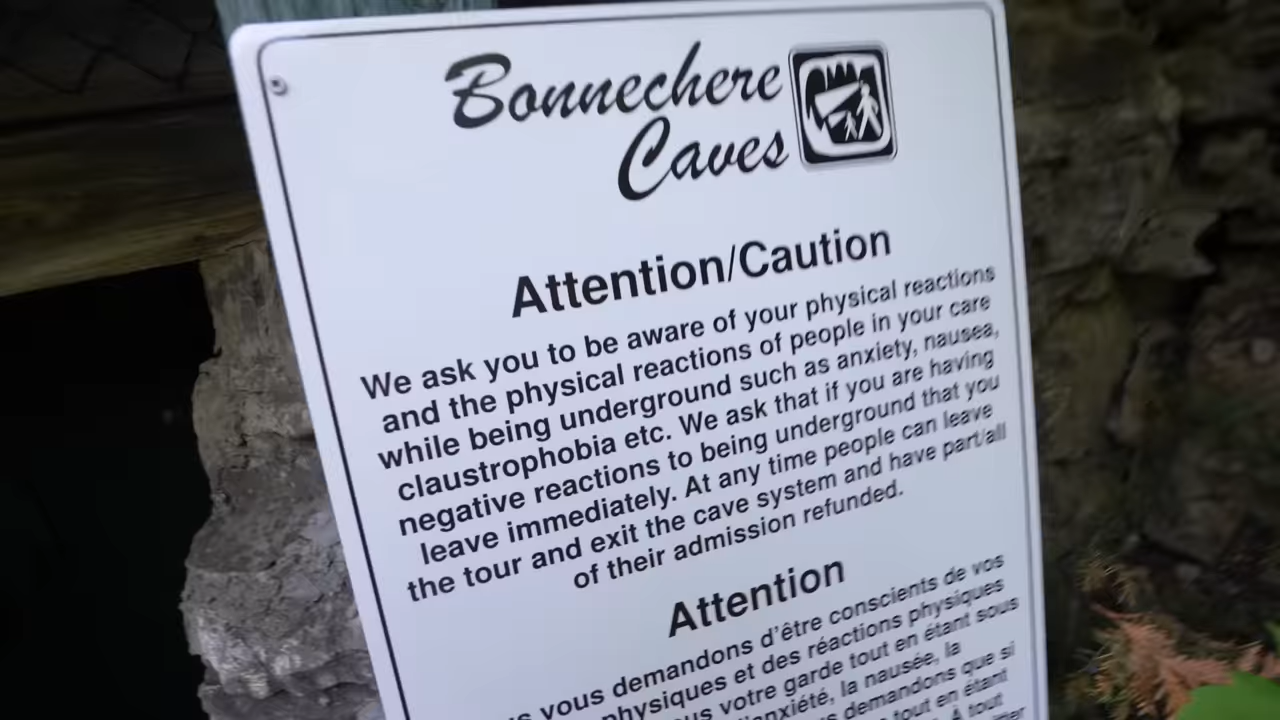 Bonnechere
Caves
Attention/Caution
We ask you to be aware of your physical reactions
and the physical reactions of people in your care
while being underground such as anxiety, nausea,
claustrophobia etc. We ask that if you are having
negative reactions to being underground that you
leave immediately. At any time people can leave
the tour and exit the cave system and have part/all
of their admission refunded.
Attention
vous demandons d'être conscients de vos
physiques et des réactions physiques
votre garde tout en étant sous
l'anxiété, la nausée, la
demandons que si
tout en étant
À tout